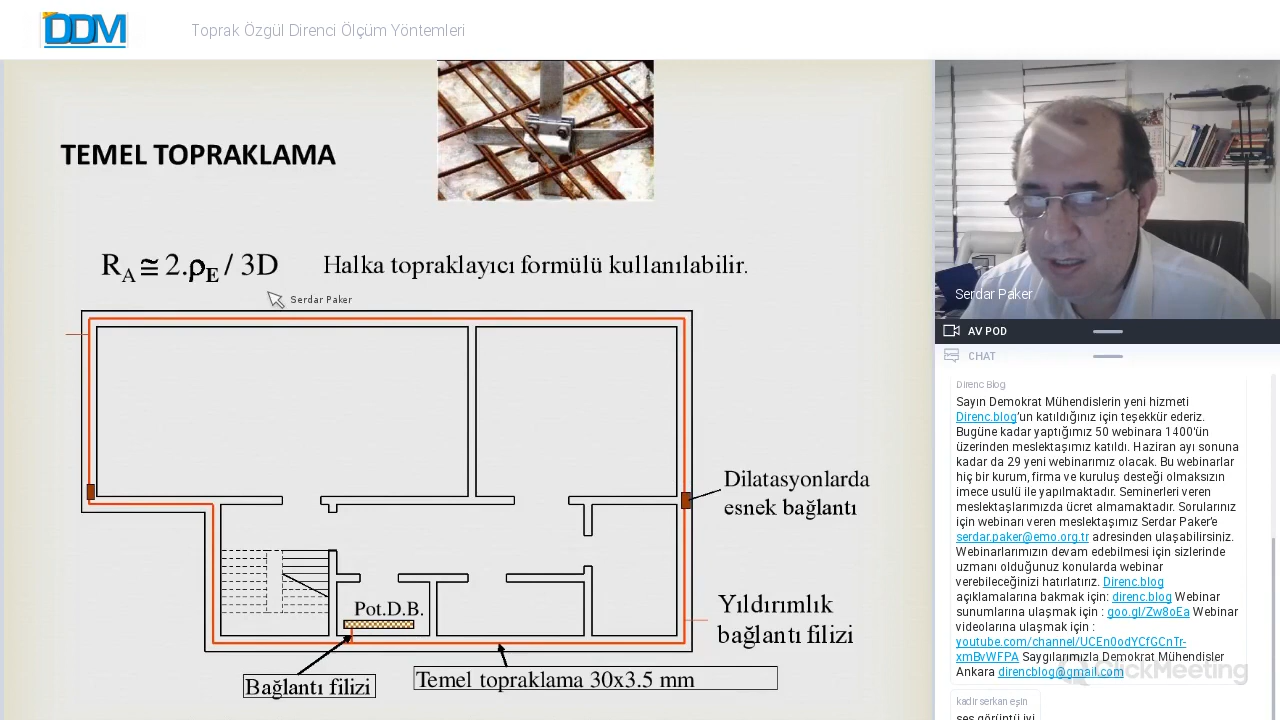 DDM
Toprak Özgül Direnci Ölçüm Yöntemleri
TEMEL TOPRAKLAMA
R_A ≅ 2.ρ_E / 3D
Halka topraklayıcı formülü kullanılabilir.
Serdar Paker
Dilatasyonlarda
esnek bağlantı
Pot.D.B.
Yıldırımlık
bağlantı filizi
Bağlantı filizi
Temel topraklama 30x3.5 mm
Serdar Paker
AV POD
CHAT
Direnc Blog
Sayın Demokrat Mühendislerin yeni hizmeti
Direnc.blog'un katıldığınız için teşekkür ederiz.
Bugüne kadar yaptığımız 50 webinara 1400'ün
üzerinden meslektaşımız katıldı. Haziran ayı sonuna
kadar da 29 yeni webinarımız olacak. Bu webinarlar
hiç bir kurum, firma ve kuruluş desteği olmaksızın
imece usulü ile yapılmaktadır. Seminerleri veren
meslektaşlarımızda ücret almamaktadır. Sorularınız
için webinarı veren meslektaşımız Serdar Paker'e
serdar.paker@emo.org.tr adresinden ulaşabilirsiniz.
Webinarlarımızın devam edebilmesi için sizlerinde
uzmanı olduğunuz konularda webinar
verebileceğinizi hatırlatırız. Direnc.blog
açıklamalarına bakmak için: direnc.blog Webinar
sunumlarına ulaşmak için : goo.gl/Zw8oEa Webinar
videolarına ulaşmak için :
youtube.com/channel/UCEn0odYCfGCnTr-
xmBvWFPA Saygılarımızla Demokrat Mühendisler
Ankara direncblog@gmail.com
ClickMeeting
kadir serkan eşin
ses görüntü iyi